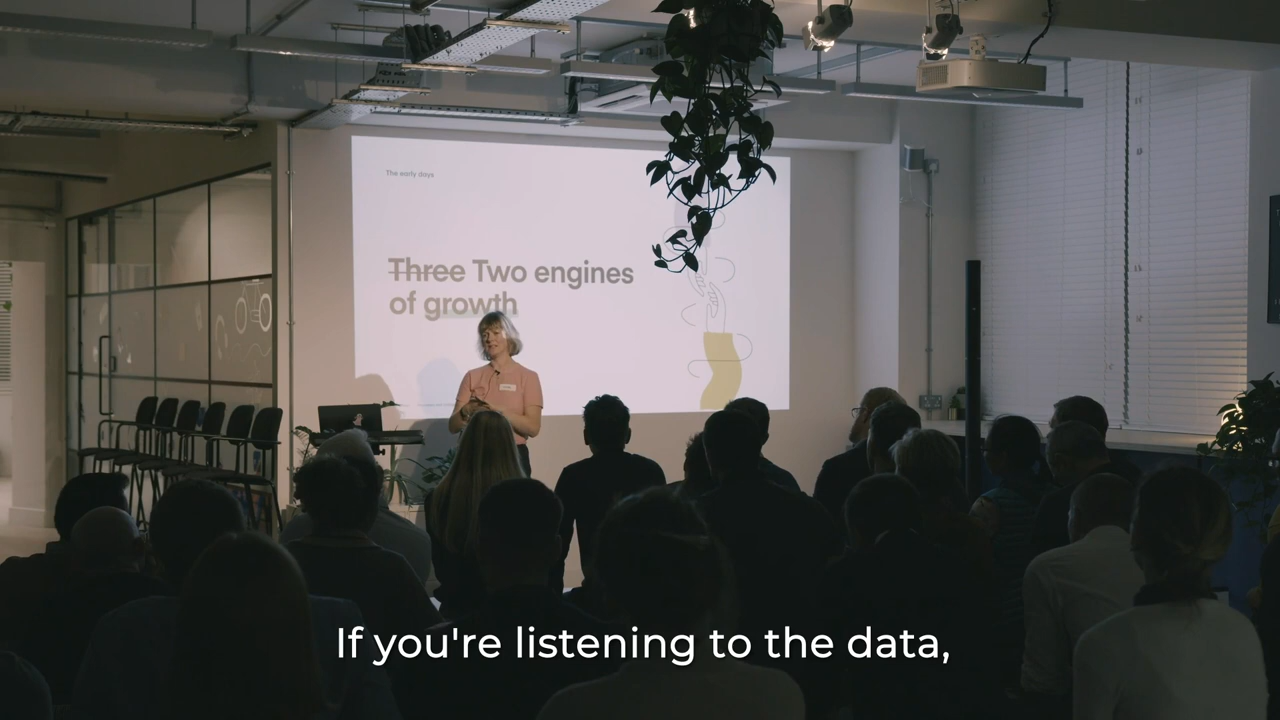 The early days
Three Two engines
of growth
If you're listening to the data,